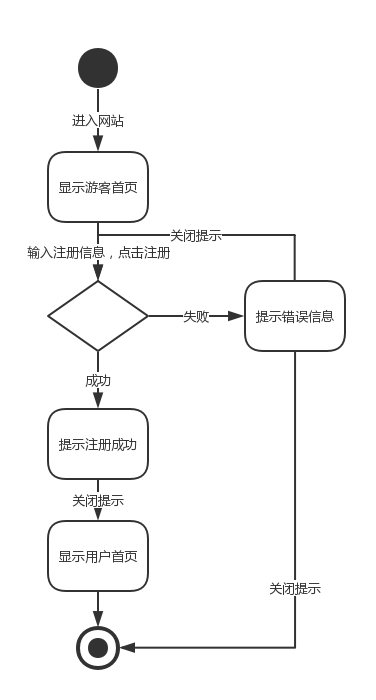 进入网站
显示游客首页
关闭提示
输入注册信息，点击注册
失败
提示错误信息
成功
提示注册成功
关闭提示
显示用户首页
关闭提示